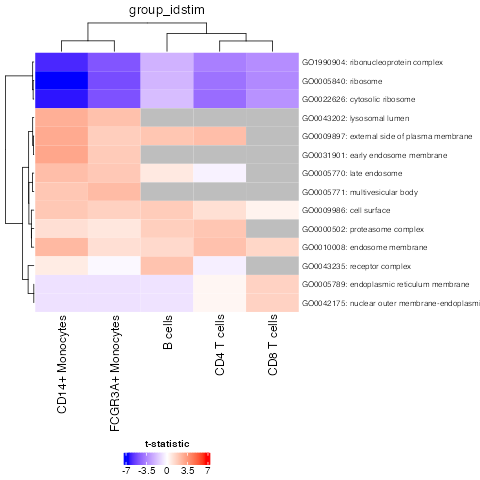 group_idstim
GO1990904: ribonucleoprotein complex
GO0005840: ribosome
GO0022626: cytosolic ribosome
GO0043202: lysosomal lumen
GO0009897: external side of plasma membrane
GO0031901: early endosome membrane
GO0005770: late endosome
GO0005771: multivesicular body
GO0009986: cell surface
GO0000502: proteasome complex
GO0010008: endosome membrane
GO0043235: receptor complex
GO0005789: endoplasmic reticulum membrane
GO0042175: nuclear outer membrane-endoplasmi
CD14+ Monocytes
FCGR3A+ Monocytes
B cells
CD4 T cells
CD8 T cells
t-statistic
-7 -3.5 0 3.5 7